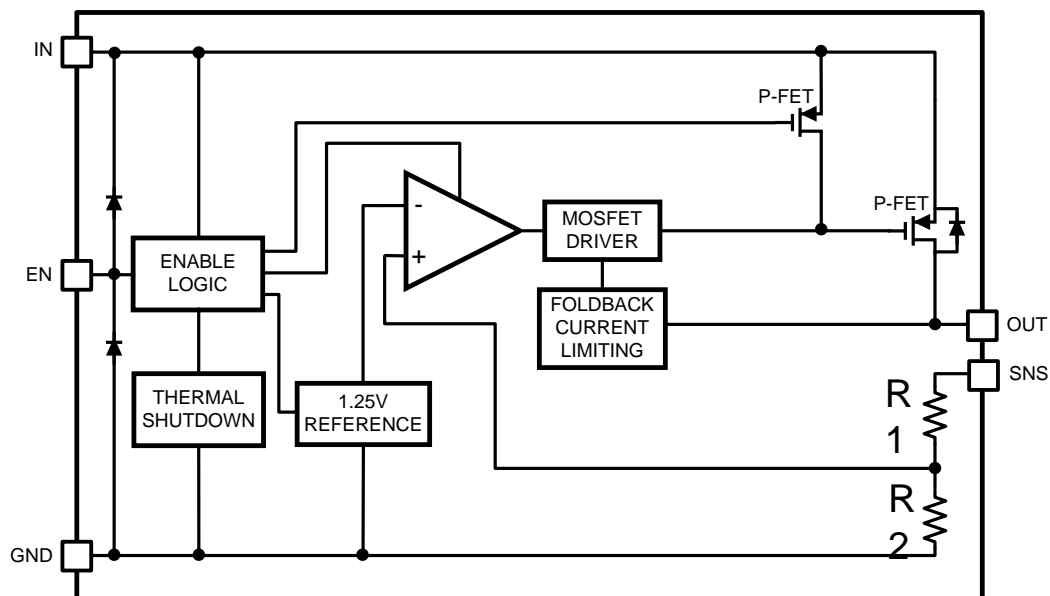 IN
P-FET
P-FET
-
+
MOSFET
DRIVER
EN
ENABLE
LOGIC
FOLDBACK
CURRENT
LIMITING
OUT
SNS
THERMAL
SHUTDOWN
1.25V
REFERENCE
R
1
R
2
GND